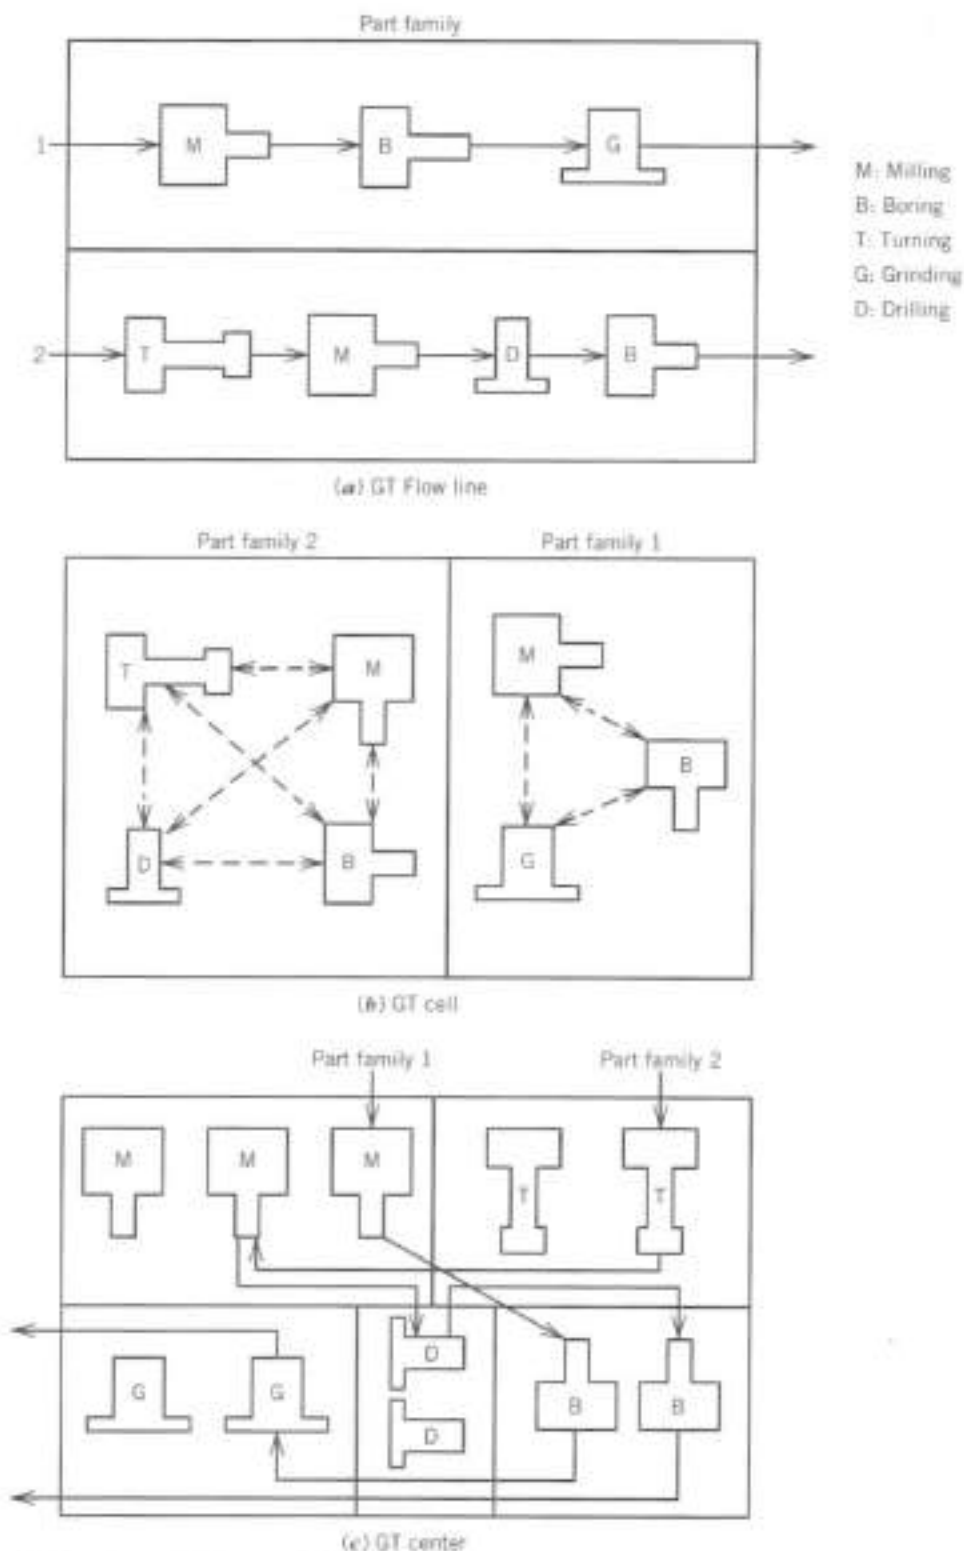 Part family
1
M
B
G
M: Milling
B: Boring
T: Turning
G: Grinding
D: Drilling
2
T
M
D
B
(a) GT Flow line
Part family 2
Part family 1
T
M
D
B
M
B
G
(b) GT cell
Part family 1
Part family 2
M
M
M
T
T
G
G
D
D
B
B
(c) GT center